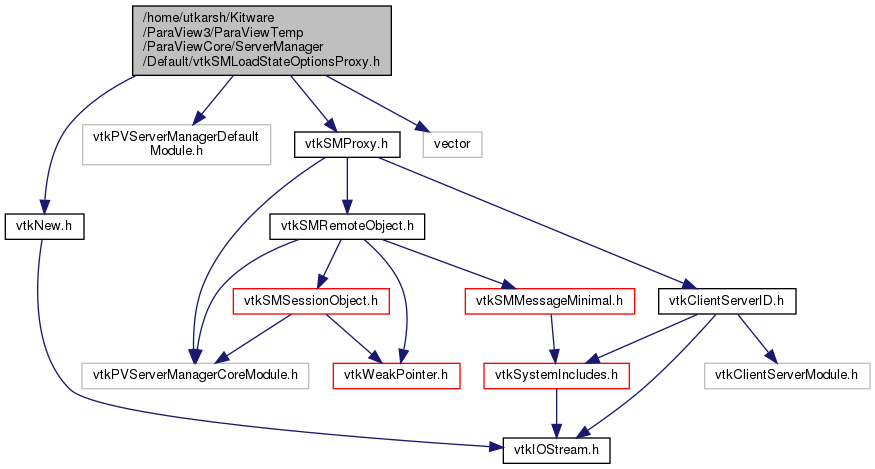 /home/utkarsh/Kitware
/ParaView3/ParaViewTemp
/ParaViewCore/ServerManager
/Default/vtkSMLoadStateOptionsProxy.h
vtkPVServerManagerDefault
Module.h
vtkSMProxy.h
vector
vtkNew.h
vtkSMRemoteObject.h
vtkSMSessionObject.h
vtkSMMessageMinimal.h
vtkClientServerID.h
vtkPVServerManagerCoreModule.h
vtkWeakPointer.h
vtkSystemIncludes.h
vtkClientServerModule.h
vtkIOStream.h